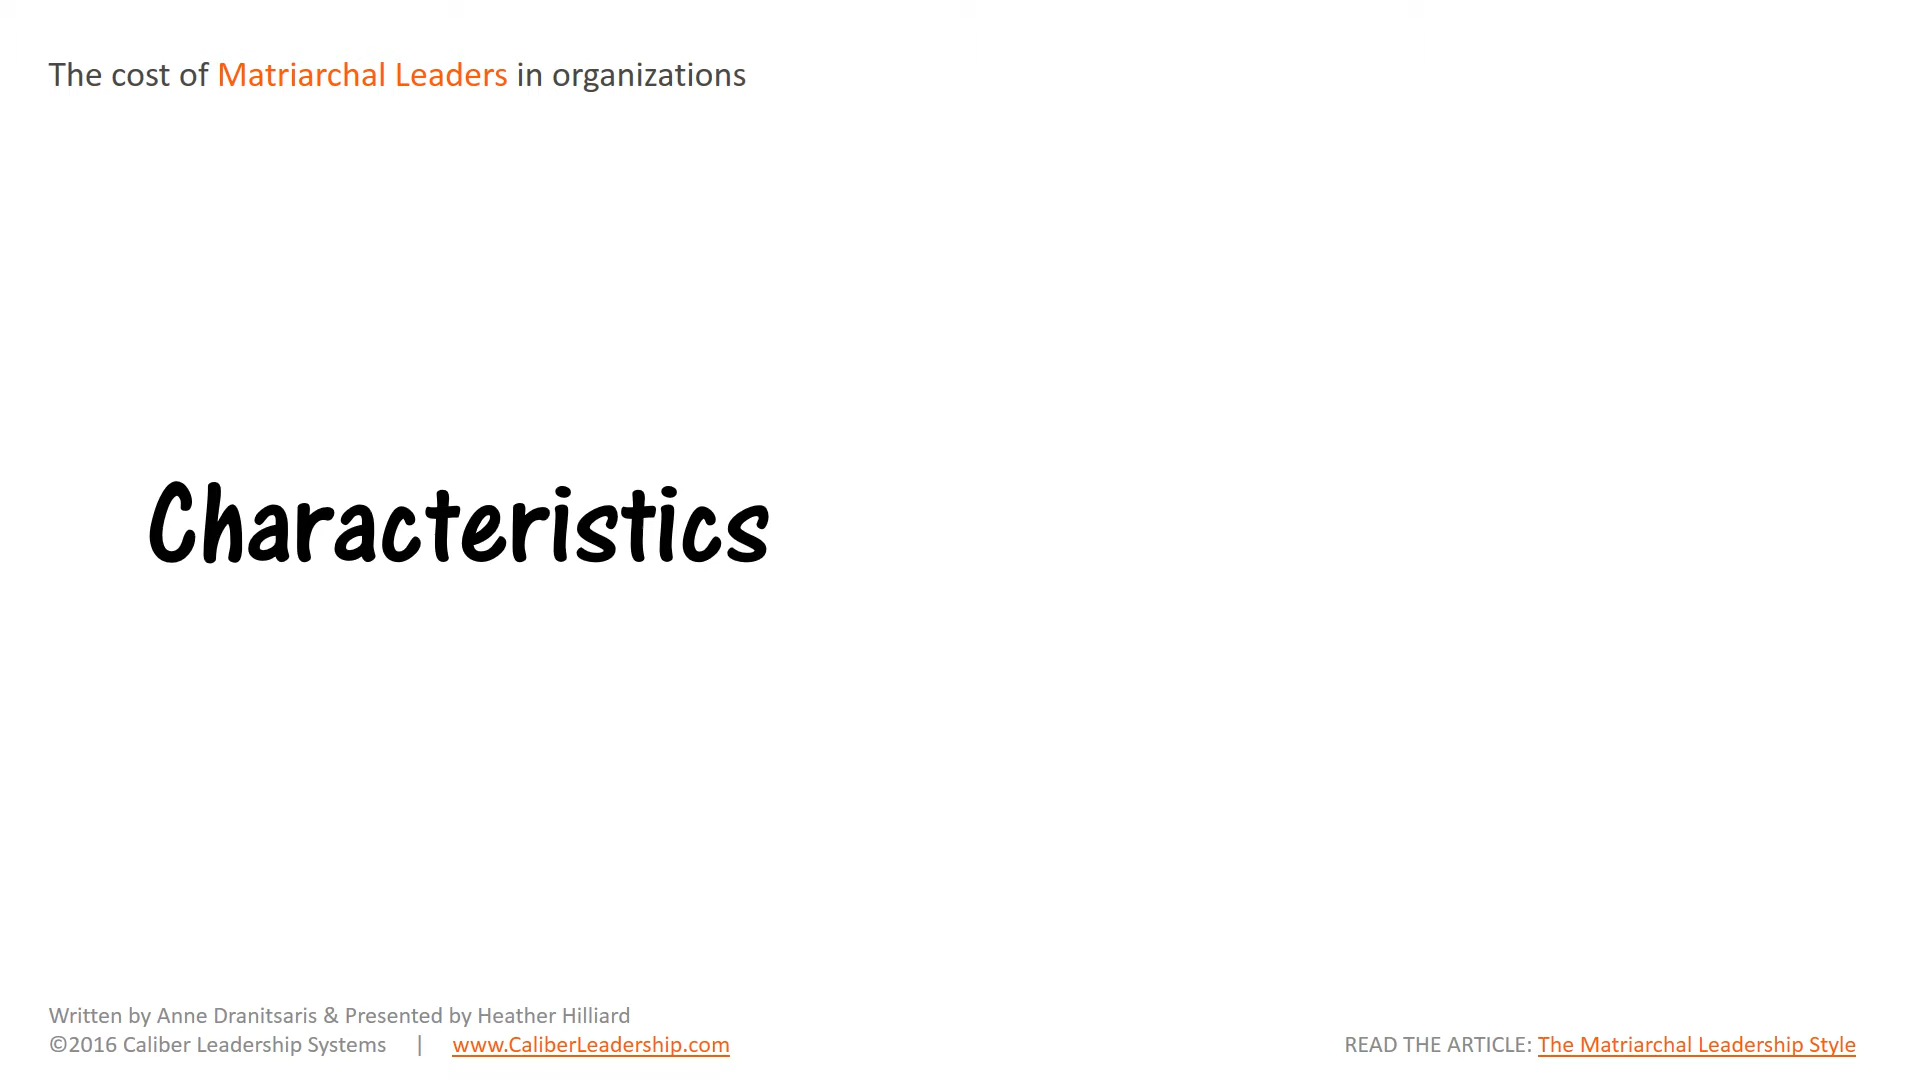 The cost of Matriarchal Leaders in organizations
Characteristics
Written by Anne Dranitsaris & Presented by Heather Hilliard
©2016 Caliber Leadership Systems | www.CaliberLeadership.com
READ THE ARTICLE: The Matriarchal Leadership Style